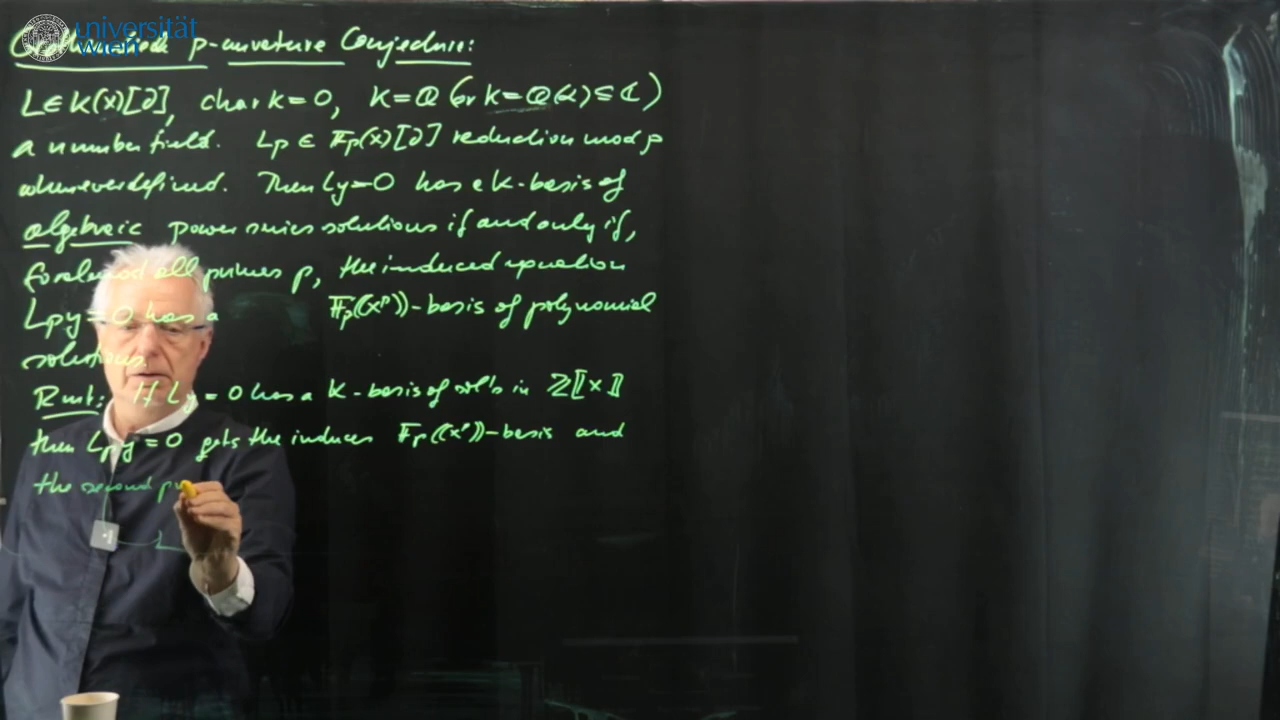 universität
wien
p-curvature Conjecture:
L ∈ K(x)[∂], char K = 0, K = ℚ (or K = ℚ(α) ⊆ ℂ)
a number field. Lp ∈ 𝔽p(x)[∂] reduction mod p
whenever defined. Then Ly=0 has a K-basis of
algebraic power series solutions if and only if,
for almost all primes p, the induced equation
Lpy = 0 has a 𝔽p((xᵖ))-basis of polynomial
solutions.
Rmk: If Ly = 0 has a K-basis of sol's in ℤ⟦x⟧
then Lpy = 0 gets the induces 𝔽p((xᵖ))-basis and
the second